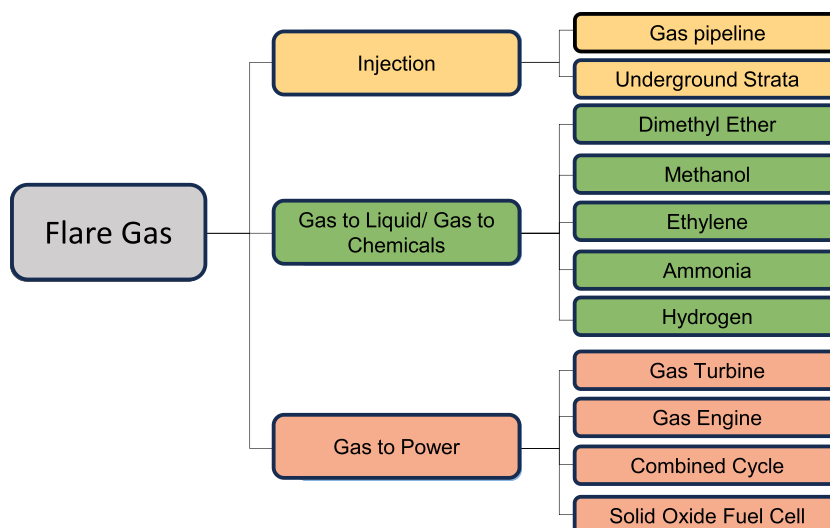 Flare Gas
Injection
Gas pipeline
Underground Strata
Gas to Liquid/ Gas to
Chemicals
Dimethyl Ether
Methanol
Ethylene
Ammonia
Hydrogen
Gas to Power
Gas Turbine
Gas Engine
Combined Cycle
Solid Oxide Fuel Cell